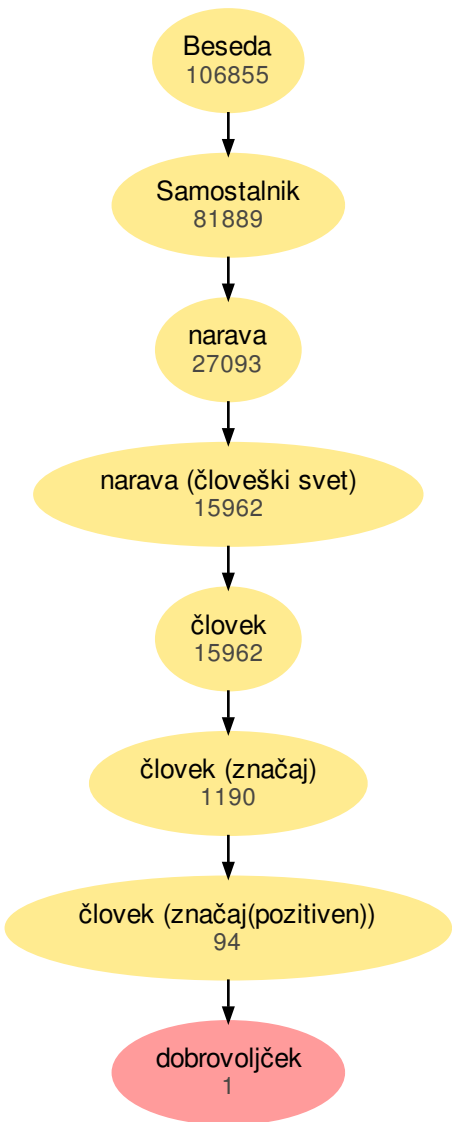 Beseda
106855
Samostalnik
81889
narava
27093
narava (človeški svet)
15962
človek
15962
človek (značaj)
1190
človek (značaj(pozitiven))
94
dobrovoljček
1